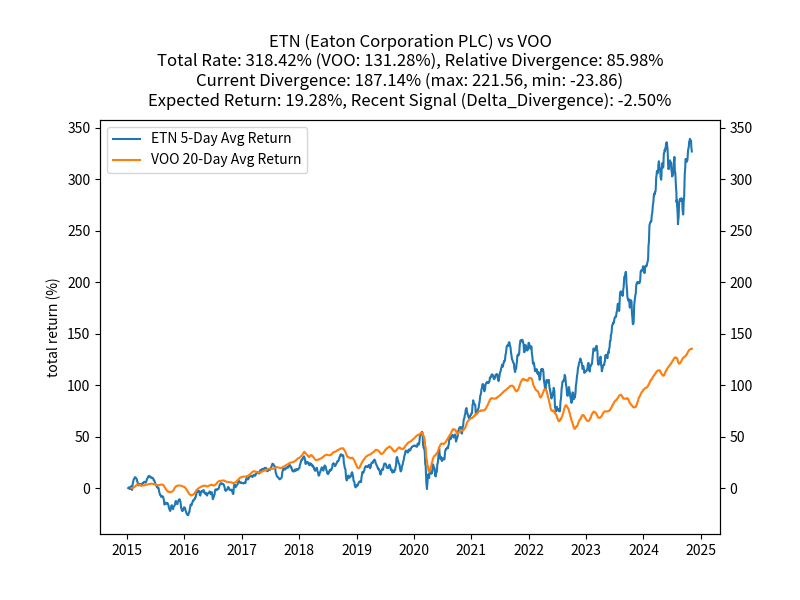 ETN (Eaton Corporation PLC) vs VOO
Total Rate: 318.42% (VOO: 131.28%), Relative Divergence: 85.98%
Current Divergence: 187.14% (max: 221.56, min: -23.86)
Expected Return: 19.28%, Recent Signal (Delta_Divergence): -2.50%
ETN 5-Day Avg Return
VOO 20-Day Avg Return
total return (%)
350
300
250
200
150
100
50
0
350
300
250
200
150
100
50
0
2015 2016 2017 2018 2019 2020 2021 2022 2023 2024 2025